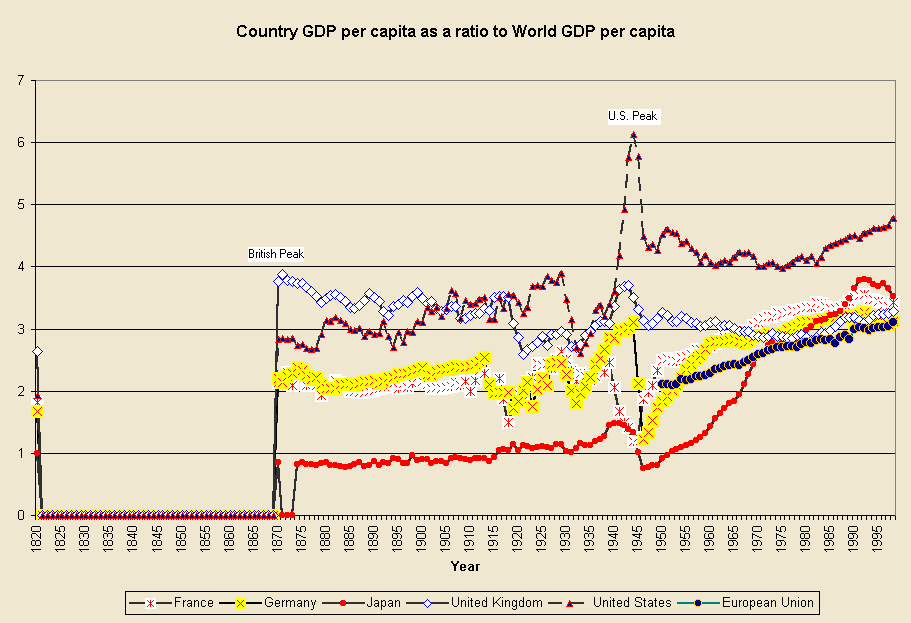 Country GDP per capita as a ratio to World GDP per capita
7
U.S. Peak
6
5
British Peak
4
3
2
1
0
1820 1825 1830 1835 1840 1845 1850 1855 1860 1865 1870 1875 1880 1885 1890 1895 1900 1905 1910 1915 1920 1925 1930 1935 1940 1945 1950 1955 1960 1965 1970 1975 1980 1985 1990 1995
Year
France Germany Japan United Kingdom United States European Union